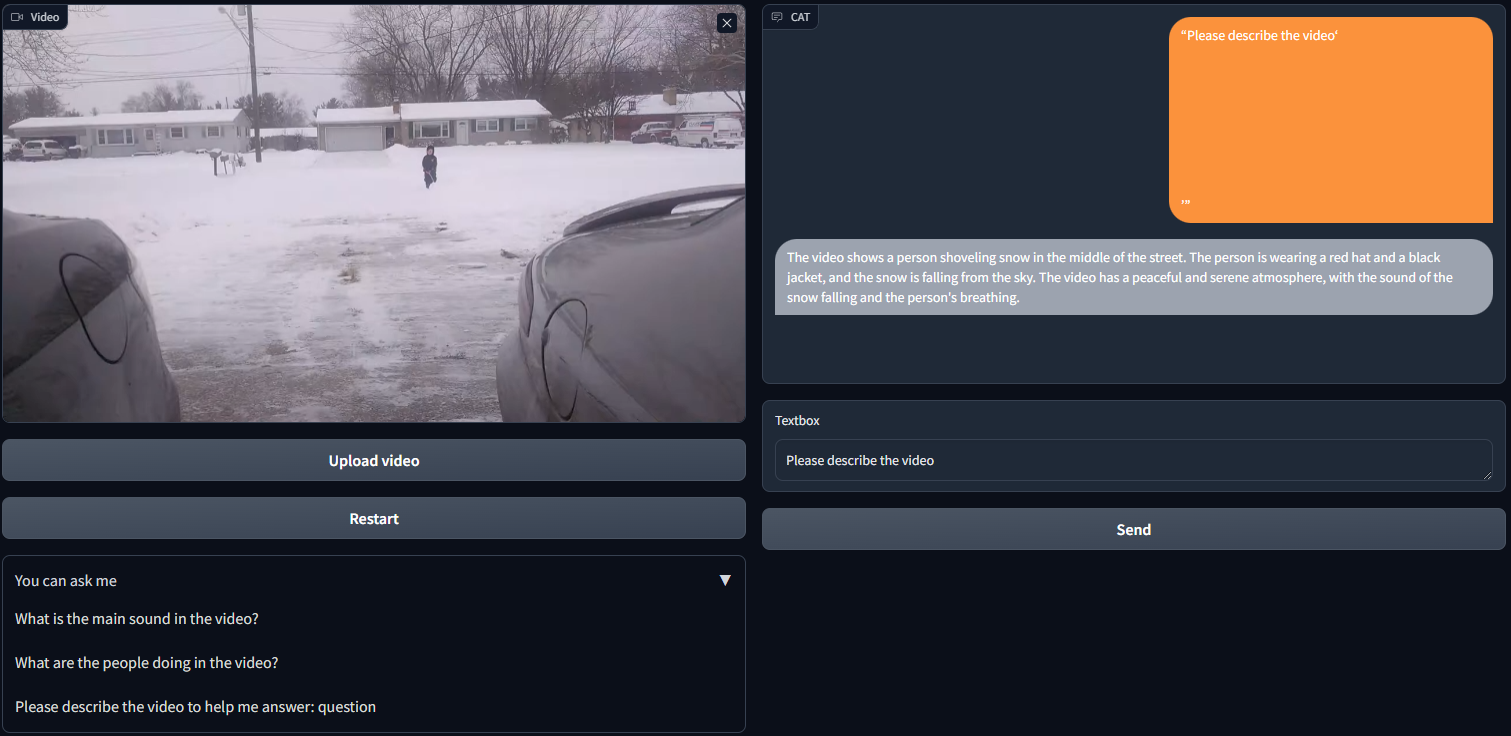 Video
CAT
“Please describe the video‘
’”
The video shows a person shoveling snow in the middle of the street. The person is wearing a red hat and a black
jacket, and the snow is falling from the sky. The video has a peaceful and serene atmosphere, with the sound of the
snow falling and the person's breathing.
Textbox
Please describe the video
Send
Upload video
Restart
You can ask me
What is the main sound in the video?
What are the people doing in the video?
Please describe the video to help me answer: question